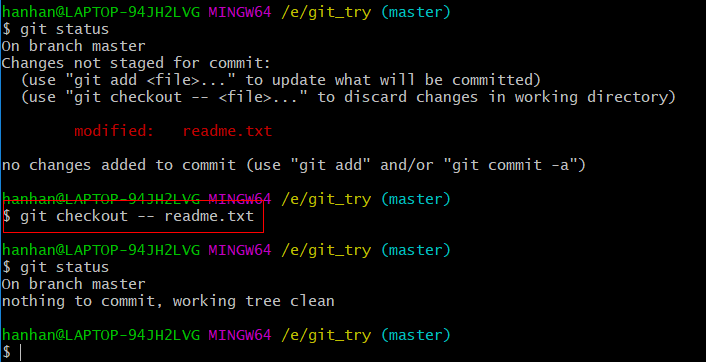 hanhan@LAPTOP-94JH2LVG MINGW64 /e/git_try (master)
$ git status
On branch master
Changes not staged for commit:
  (use "git add <file>..." to update what will be committed)
  (use "git checkout -- <file>..." to discard changes in working directory)
        modified:   readme.txt
no changes added to commit (use "git add" and/or "git commit -a")
hanhan@LAPTOP-94JH2LVG MINGW64 /e/git_try (master)
$ git checkout -- readme.txt
hanhan@LAPTOP-94JH2LVG MINGW64 /e/git_try (master)
$ git status
On branch master
nothing to commit, working tree clean
hanhan@LAPTOP-94JH2LVG MINGW64 /e/git_try (master)
$